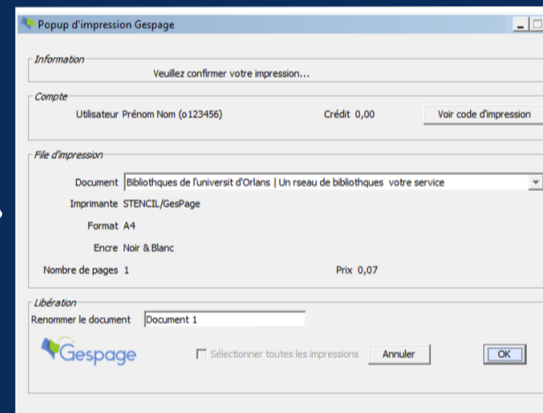 Popup d'impression Gespage
Information
Veuillez confirmer votre impression...
Compte
Utilisateur Prénom Nom (o123456) Crédit 0,00 Voir code d'impression
File d'impression
Document Bibliothques de l'universit d'Orlans | Un rseau de bibliothques votre service
Imprimante STENCIL/GesPage
Format A4
Encre Noir & Blanc
Nombre de pages 1 Prix 0,07
Libération
Renommer le document Document 1
Gespage Sélectionner toutes les impressions Annuler OK